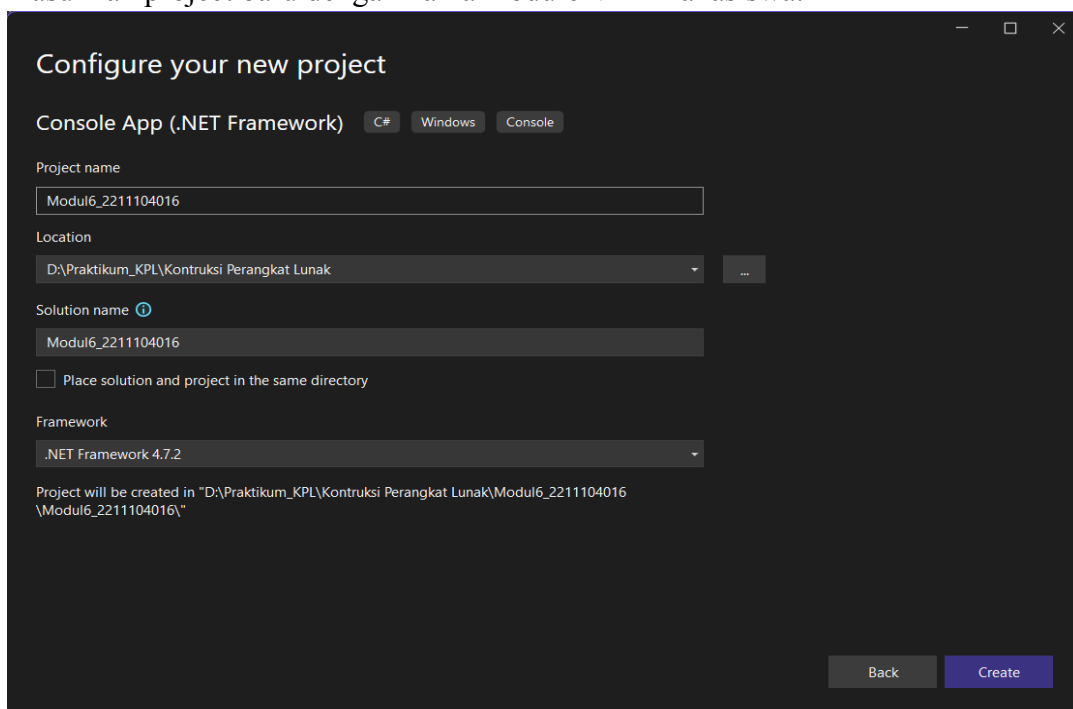 Configure your new project
Console App (.NET Framework) C# Windows Console
Project name
Modul6_2211104016
Location
D:\Praktikum_KPL\Kontruksi Perangkat Lunak
...
Solution name
Modul6_2211104016
Place solution and project in the same directory
Framework
.NET Framework 4.7.2
Project will be created in "D:\Praktikum_KPL\Kontruksi Perangkat Lunak\Modul6_2211104016
\Modul6_2211104016\"
Back Create